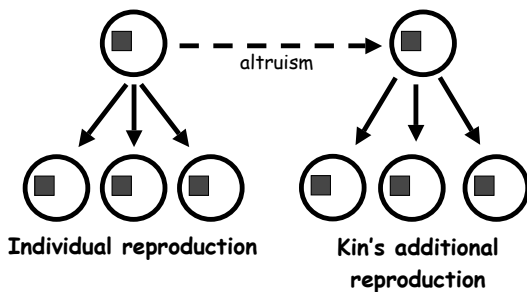 altruism
Individual reproduction
Kin's additional
reproduction